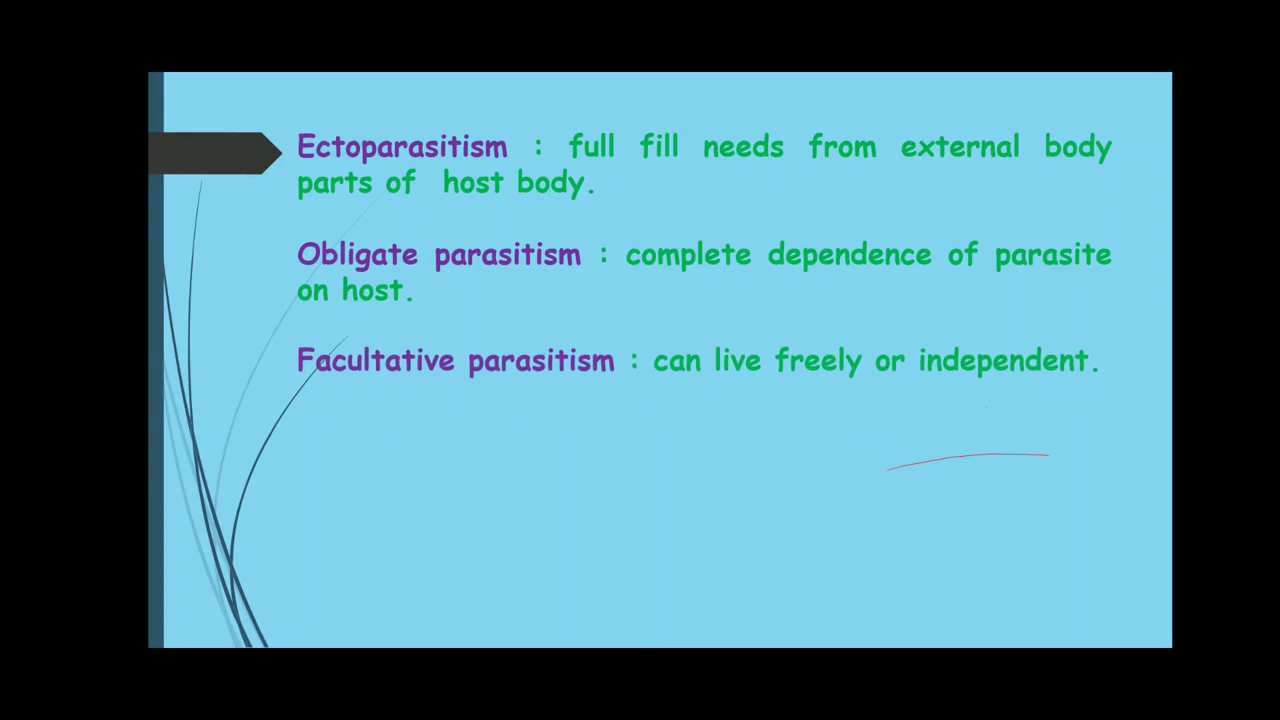 Ectoparasitism : full fill needs from external body
parts of host body.
Obligate parasitism : complete dependence of parasite
on host.
Facultative parasitism : can live freely or independent.